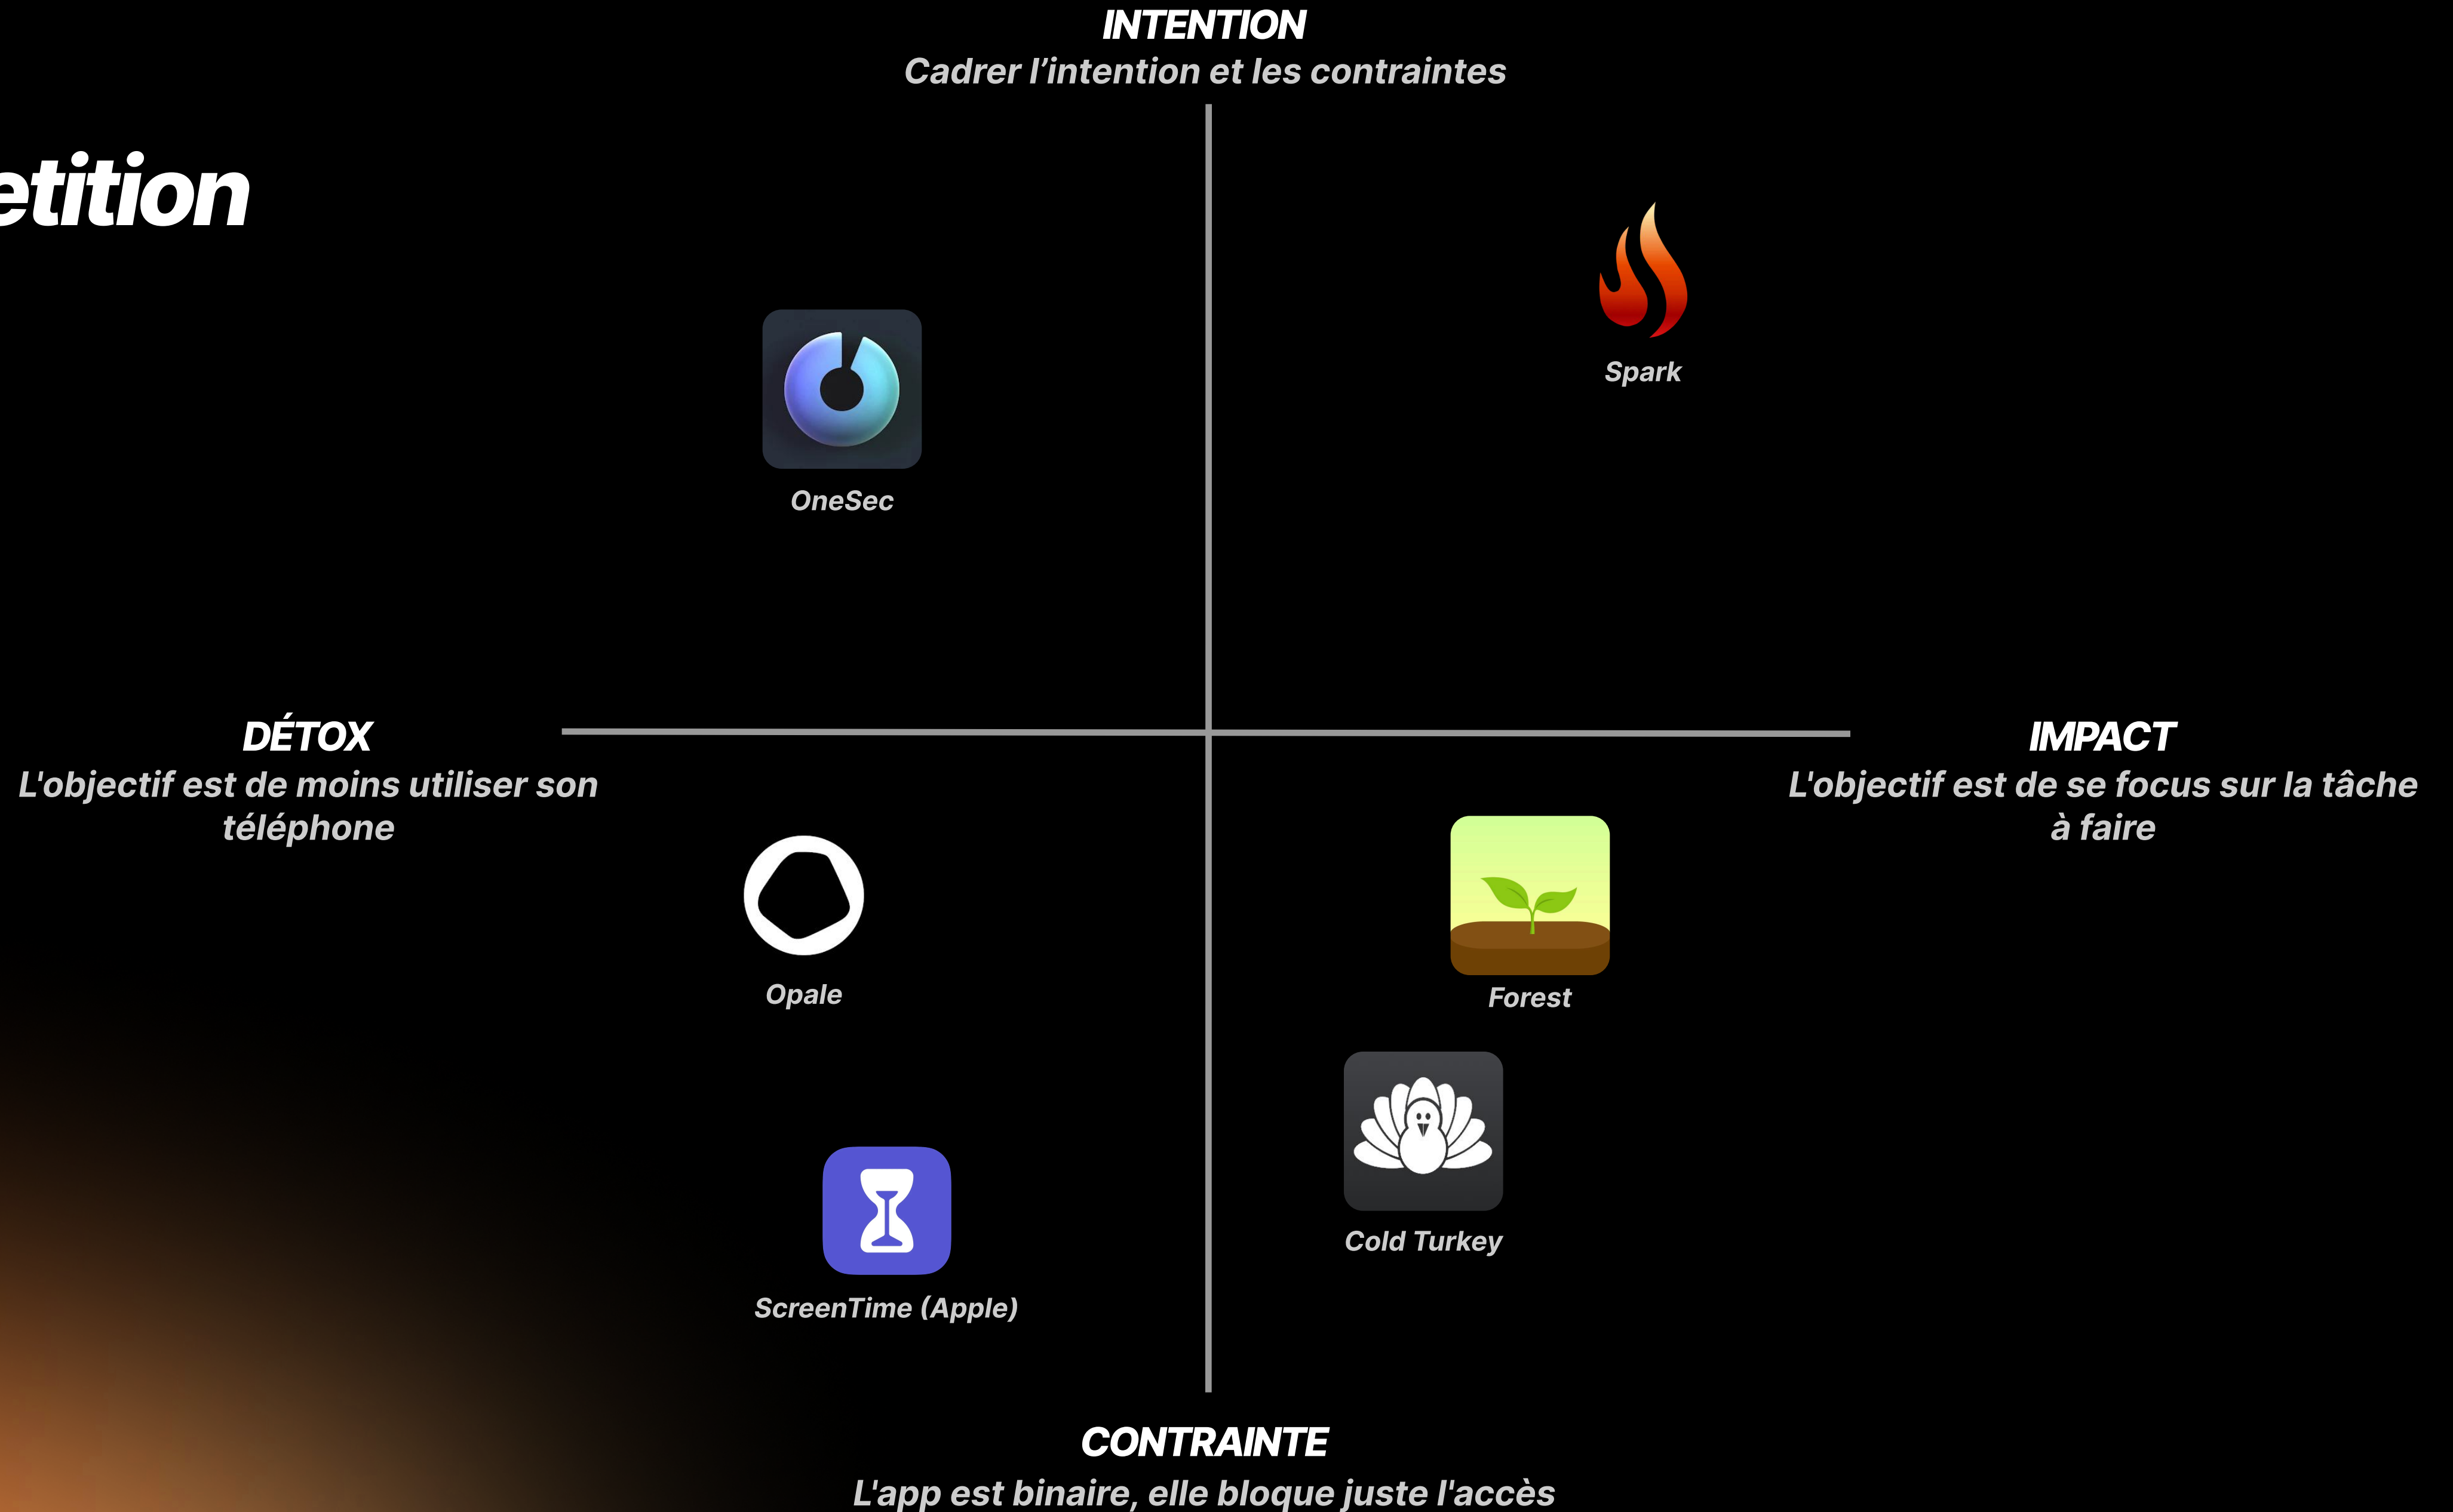 INTENTION
Cadrer l’intention et les contraintes
etition
Spark
OneSec
DÉTOX
L'objectif est de moins utiliser son
téléphone
IMPACT
L'objectif est de se focus sur la tâche
à faire
Opale
Forest
Cold Turkey
ScreenTime (Apple)
CONTRAINTE
L'app est binaire, elle bloque juste l'accès